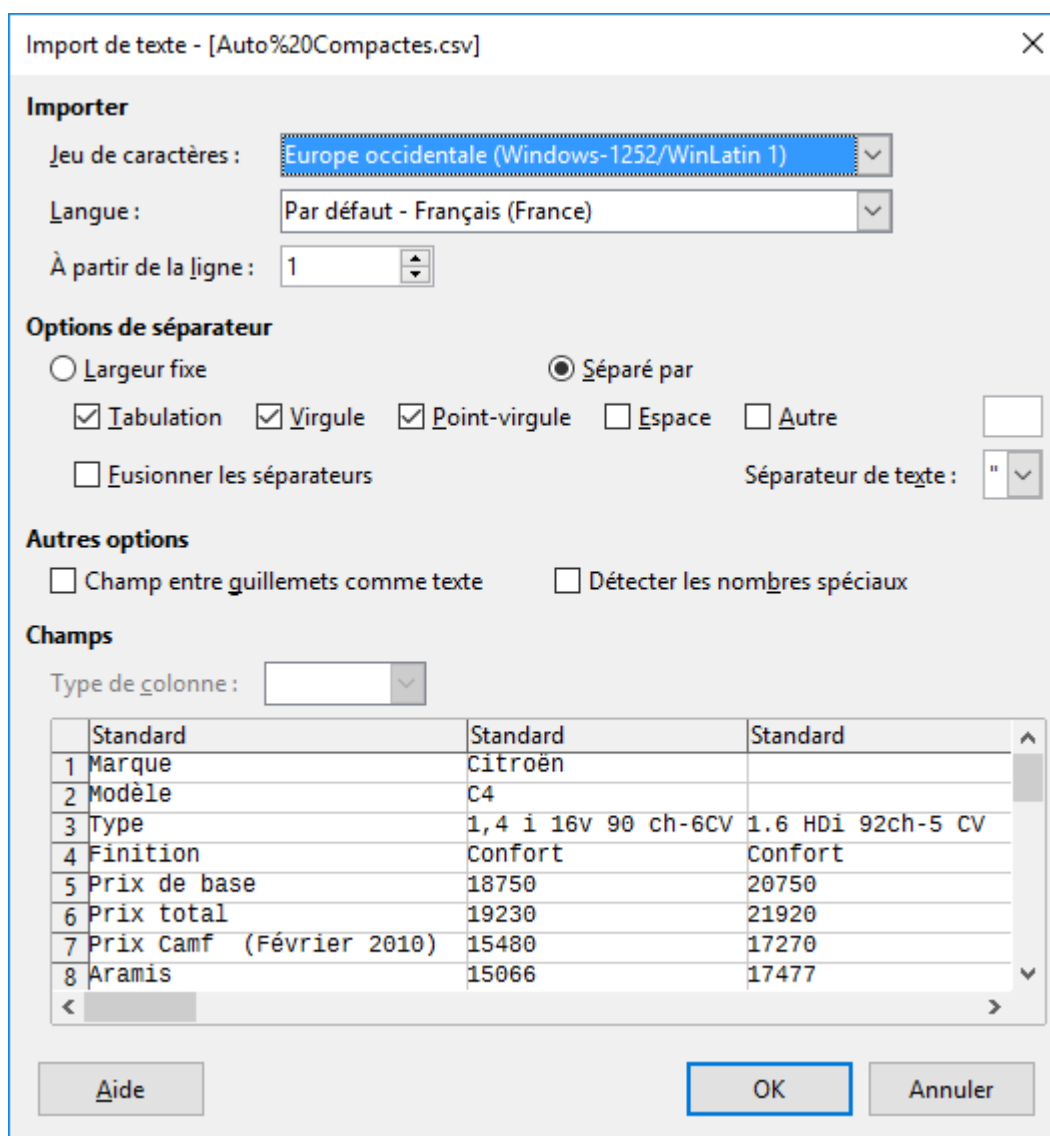 Import de texte - [Auto%20Compactes.csv]
Importer
Jeu de caractères : Europe occidentale (Windows-1252/WinLatin 1)
Langue : Par défaut - Français (France)
À partir de la ligne : 1
Options de séparateur
Largeur fixe Séparé par
Tabulation Virgule Point-virgule Espace Autre
Fusionner les séparateurs Séparateur de texte : "
Autres options
Champ entre guillemets comme texte Détecter les nombres spéciaux
Champs
Type de colonne :
Standard Standard Standard
1 Marque Citroën
2 Modèle C4
3 Type 1,4 i 16v 90 ch-6CV 1.6 HDi 92ch-5 CV
4 Finition Confort Confort
5 Prix de base 18750 20750
6 Prix total 19230 21920
7 Prix Camf  (Février 2010) 15480 17270
8 Aramis 15066 17477
Aide OK Annuler